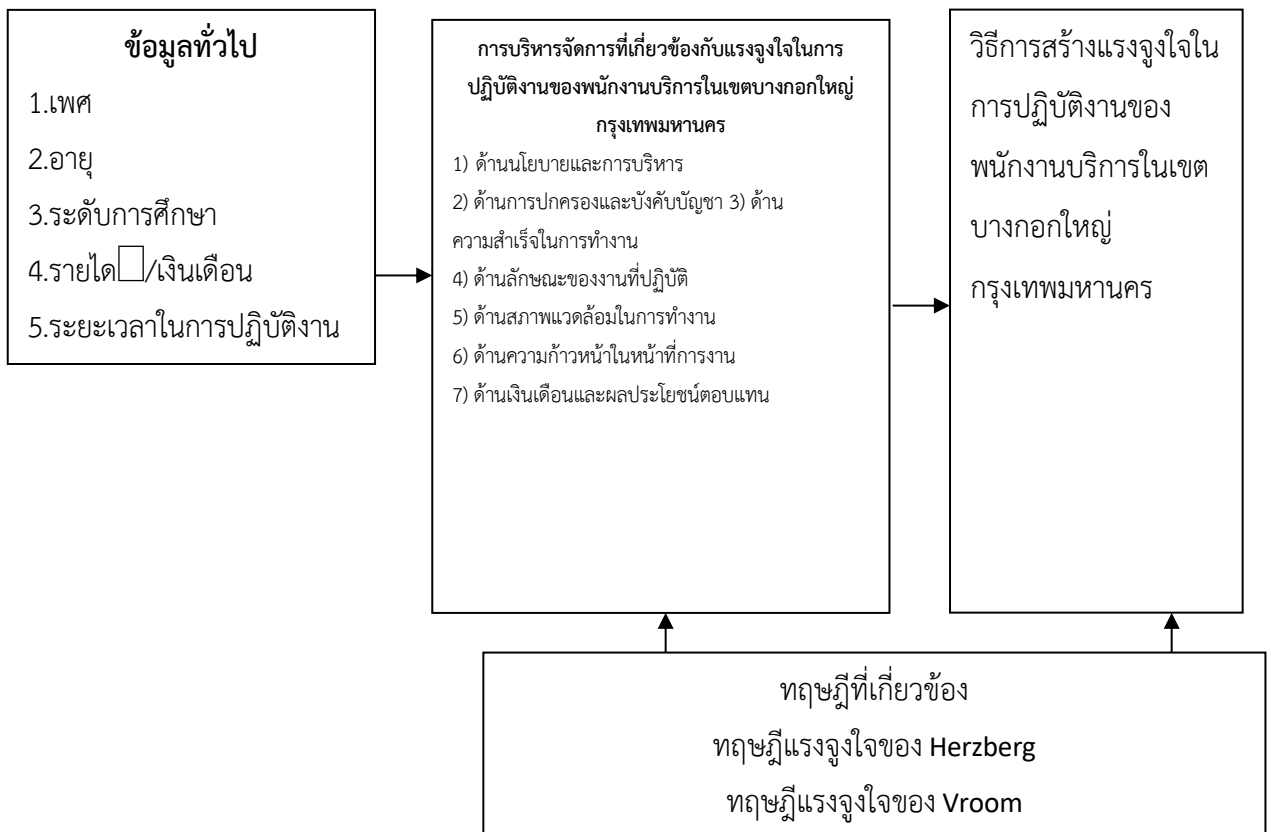 ข้อมูลทั่วไป
1.เพศ
2.อายุ
3.ระดับการศึกษา
4.รายได□/เงินเดือน
5.ระยะเวลาในการปฏิบัติงาน
การบริหารจัดการที่เกี่ยวข้องกับแรงจูงใจในการ
ปฏิบัติงานของพนักงานบริการในเขตบางกอกใหญ่
กรุงเทพมหานคร
1) ด้านนโยบายและการบริหาร
2) ด้านการปกครองและบังคับบัญชา 3) ด้าน
ความสำเร็จในการทำงาน
4) ด้านลักษณะของงานที่ปฏิบัติ
5) ด้านสภาพแวดล้อมในการทำงาน
6) ด้านความก้าวหน้าในหน้าที่การงาน
7) ด้านเงินเดือนและผลประโยชน์ตอบแทน
วิธีการสร้างแรงจูงใจใน
การปฏิบัติงานของ
พนักงานบริการในเขต
บางกอกใหญ่
กรุงเทพมหานคร
ทฤษฎีที่เกี่ยวข้อง
ทฤษฎีแรงจูงใจของ Herzberg
ทฤษฎีแรงจูงใจของ Vroom